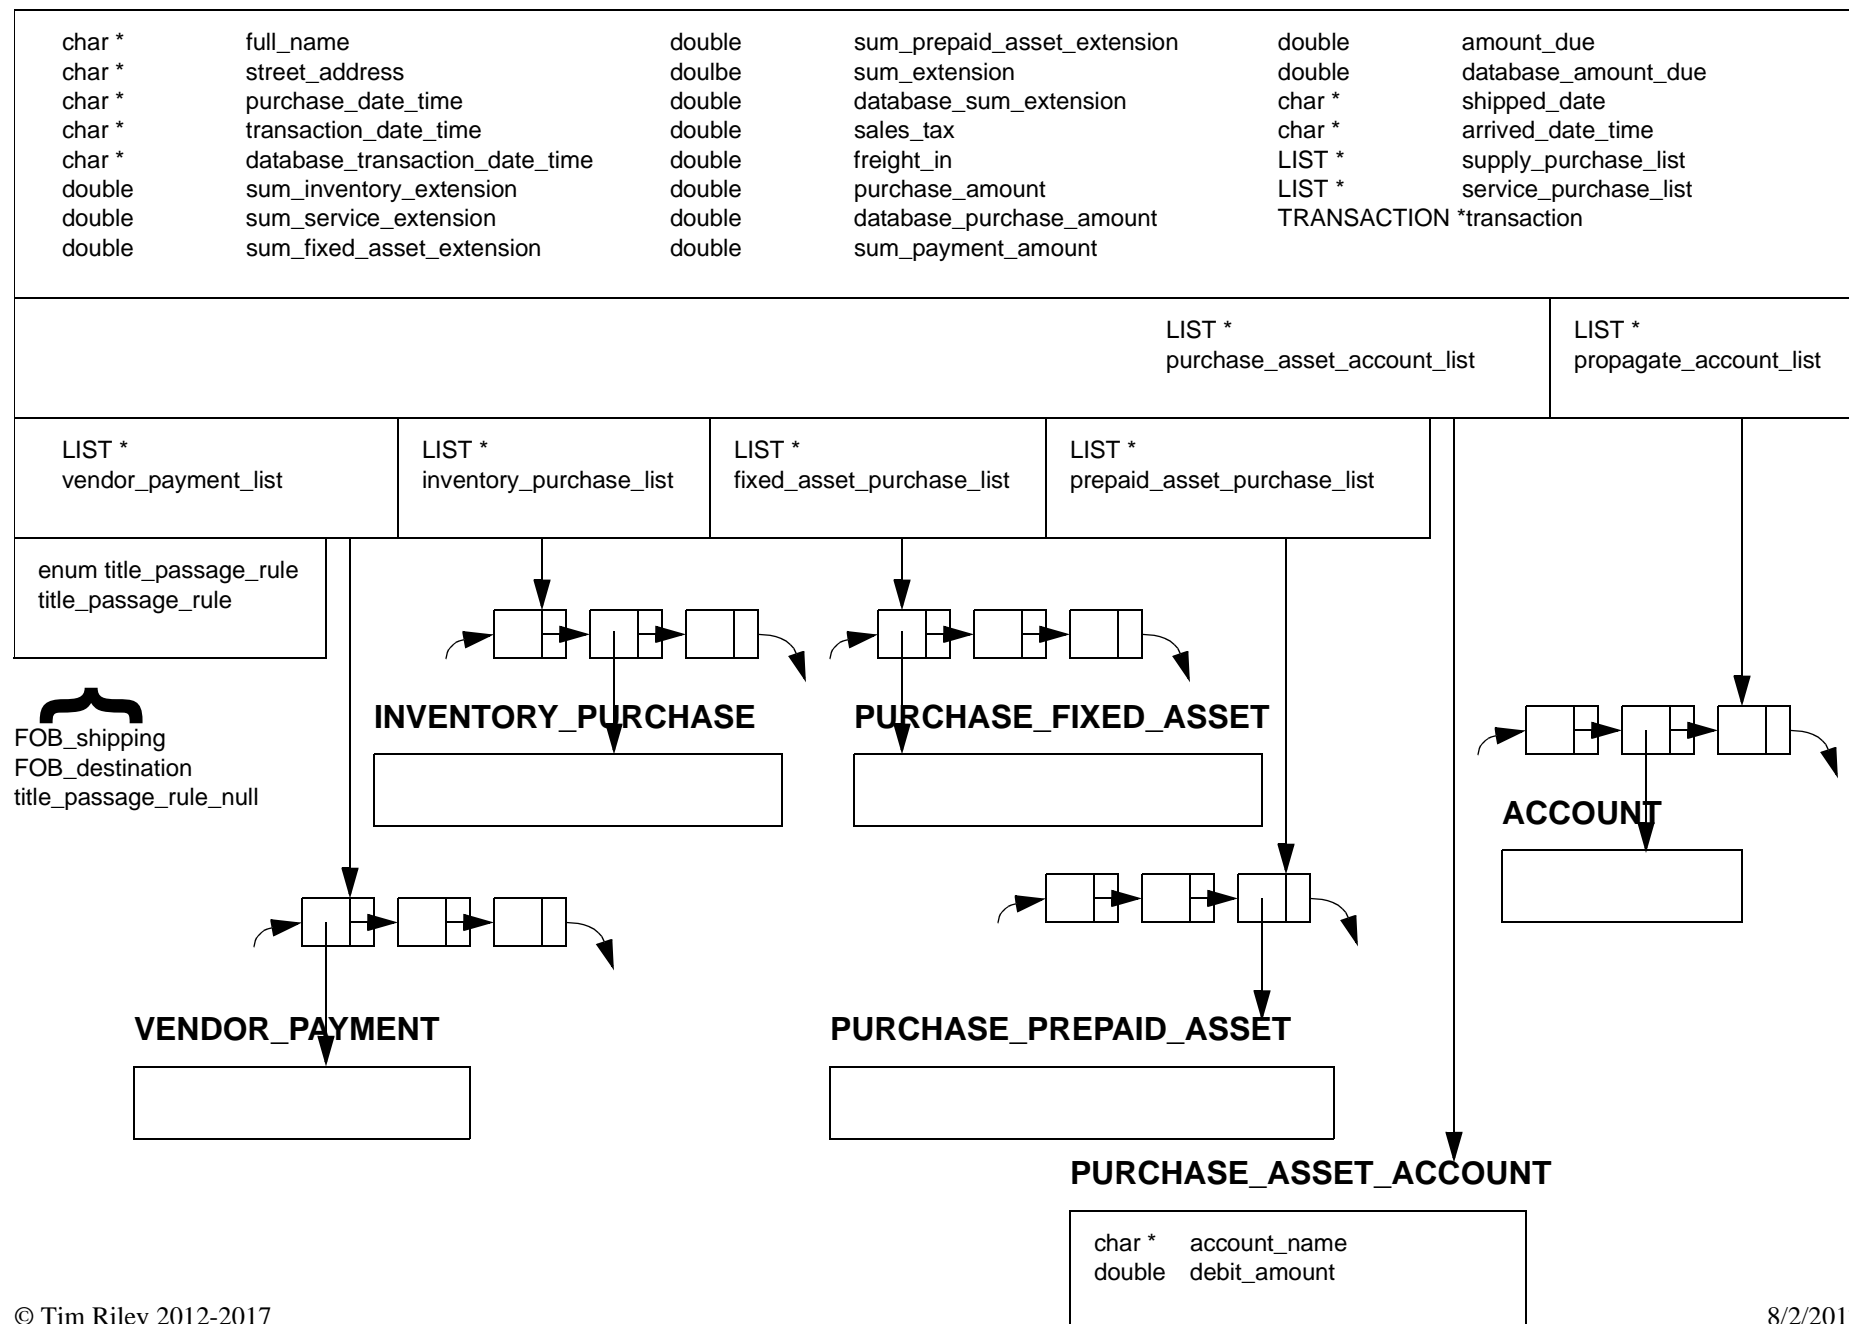 char * full_name double sum_prepaid_asset_extension double amount_due
char * street_address doulbe sum_extension double database_amount_due
char * purchase_date_time double database_sum_extension char * shipped_date
char * transaction_date_time double sales_tax char * arrived_date_time
char * database_transaction_date_time double freight_in LIST * supply_purchase_list
double sum_inventory_extension double purchase_amount LIST * service_purchase_list
double sum_service_extension double database_purchase_amount TRANSACTION *transaction
double sum_fixed_asset_extension double sum_payment_amount
LIST * LIST *
purchase_asset_account_list propagate_account_list
LIST * LIST * LIST * LIST *
vendor_payment_list inventory_purchase_list fixed_asset_purchase_list prepaid_asset_purchase_list
enum title_passage_rule
title_passage_rule
INVENTORY_PURCHASE PURCHASE_FIXED_ASSET
FOB_shipping
FOB_destination
title_passage_rule_null
ACCOUNT
VENDOR_PAYMENT PURCHASE_PREPAID_ASSET
PURCHASE_ASSET_ACCOUNT
char * account_name
double debit_amount
© Tim Riley 2012-2017